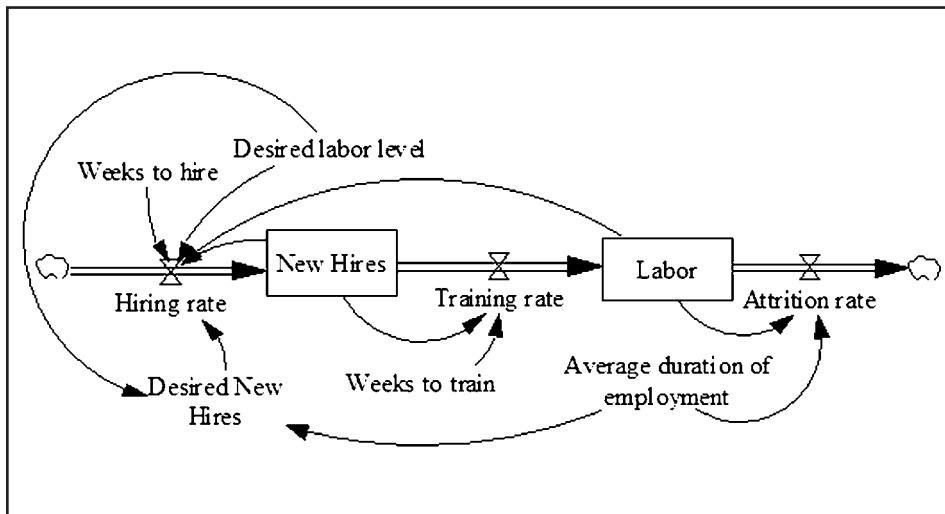 Desired labor level
Weeks to hire
New Hires
Labor
Hiring rate
Training rate
Attrition rate
Desired New
Hires
Weeks to train
Average duration of
employment